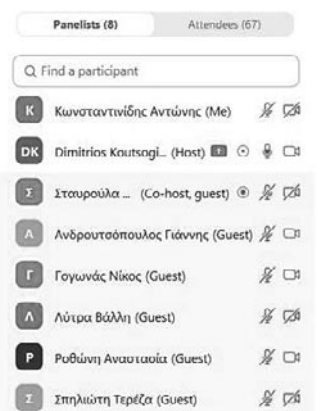 Panelists (8) Attendees (67)
Find a participant
K Κωνσταντινίδης Αντώνης (Me)
DK Dimitrios Koutsogi... (Host)
Σ Σταυρούλα ... (Co-host, guest)
Α Ανδρουτσόπουλος Γιάννης (Guest)
Γ Γογωνάς Νίκος (Guest)
Λ Λύτρα Βάλλη (Guest)
Ρ Ροθώνη Αναστασία (Guest)
Σ Σπηλιώτη Τερέζα (Guest)